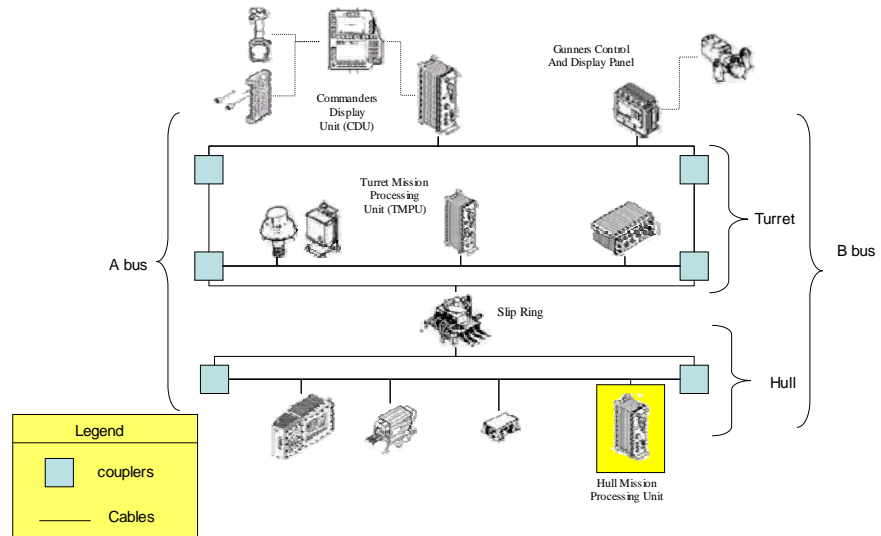 Commanders
Display
Unit (CDU)
Gunners Control
And Display Panel
Turret Mission
Processing
Unit (TMPU)
Turret
A bus
B bus
Slip Ring
Hull
Hull Mission
Processing Unit
Legend
couplers
Cables